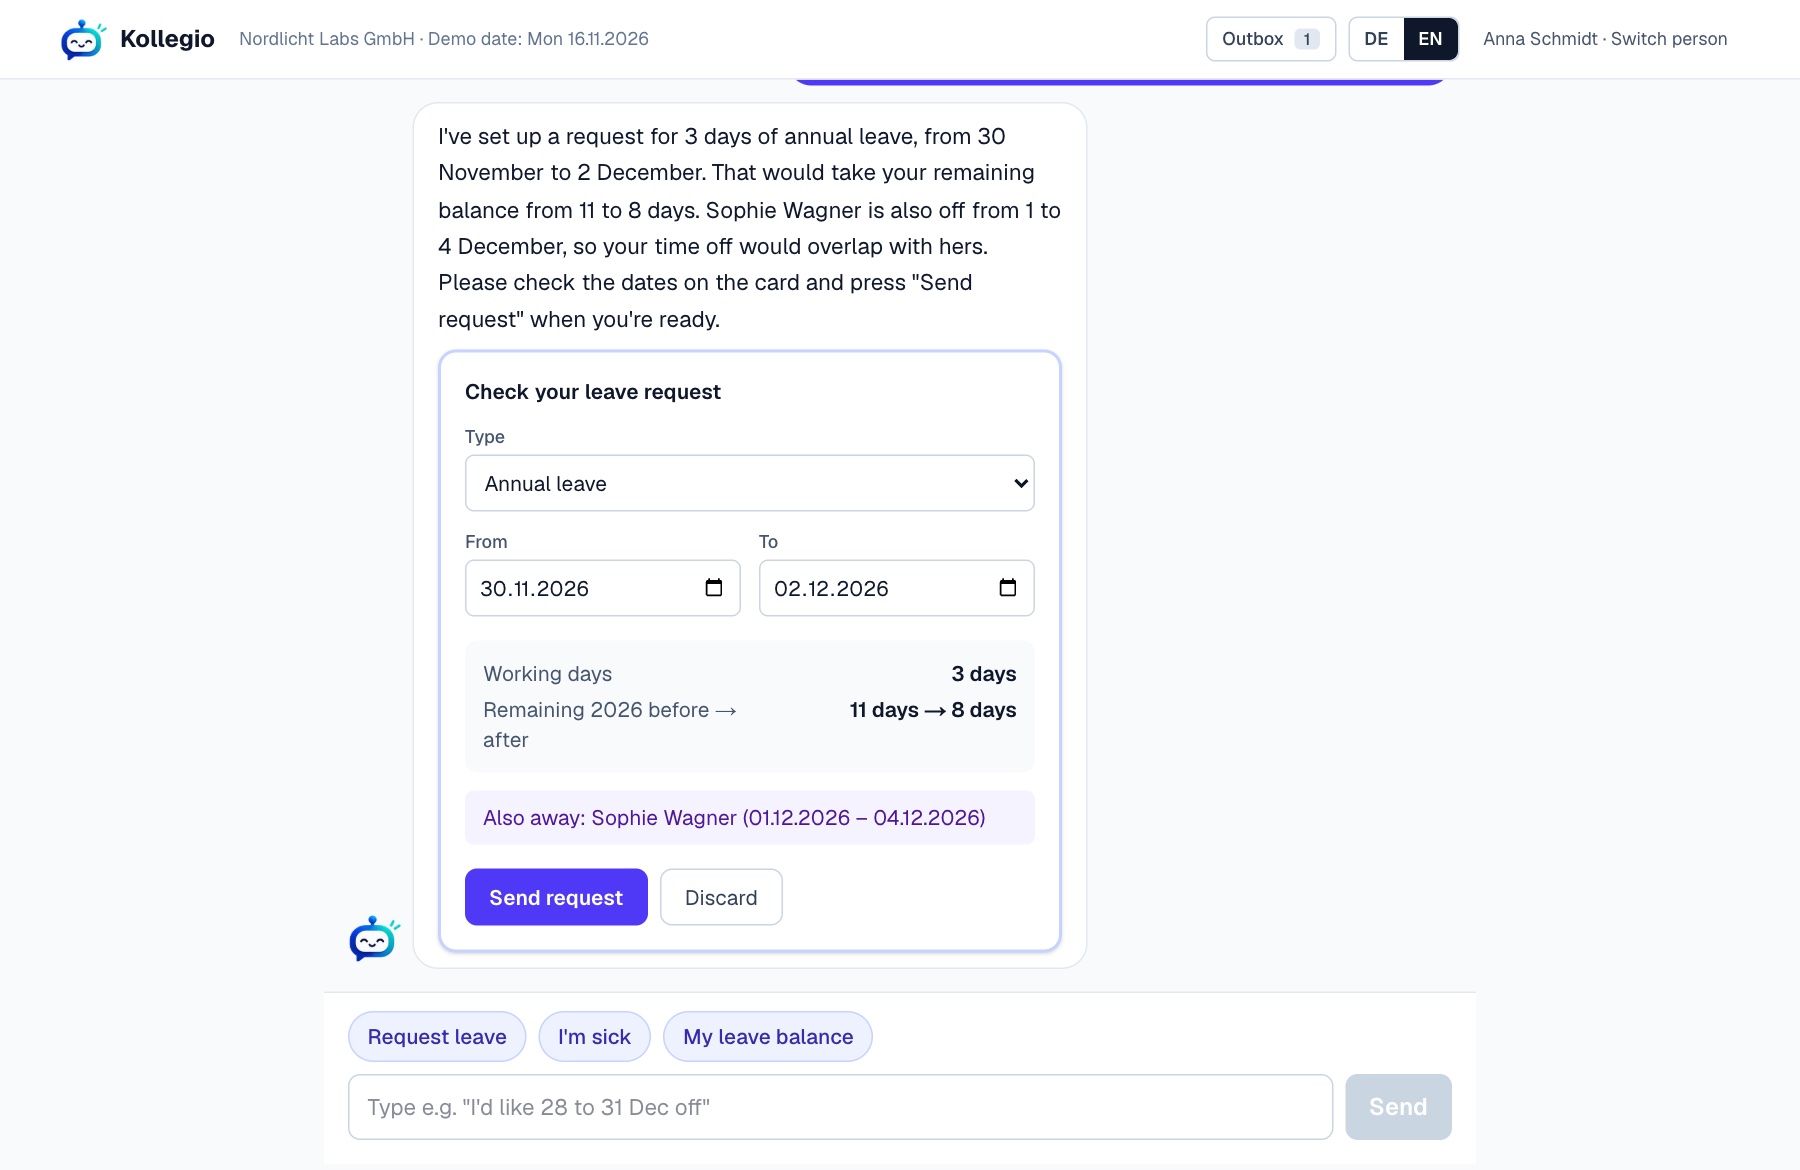 Kollegio
Nordlicht Labs GmbH · Demo date: Mon 16.11.2026
Outbox 1
DE EN
Anna Schmidt · Switch person
I've set up a request for 3 days of annual leave, from 30
November to 2 December. That would take your remaining
balance from 11 to 8 days. Sophie Wagner is also off from 1 to
4 December, so your time off would overlap with hers.
Please check the dates on the card and press "Send
request" when you're ready.
Check your leave request
Type
Annual leave
From To
30.11.2026 02.12.2026
Working days 3 days
Remaining 2026 before → 11 days → 8 days
after
Also away: Sophie Wagner (01.12.2026 – 04.12.2026)
Send request Discard
Request leave I'm sick My leave balance
Type e.g. "I'd like 28 to 31 Dec off" Send